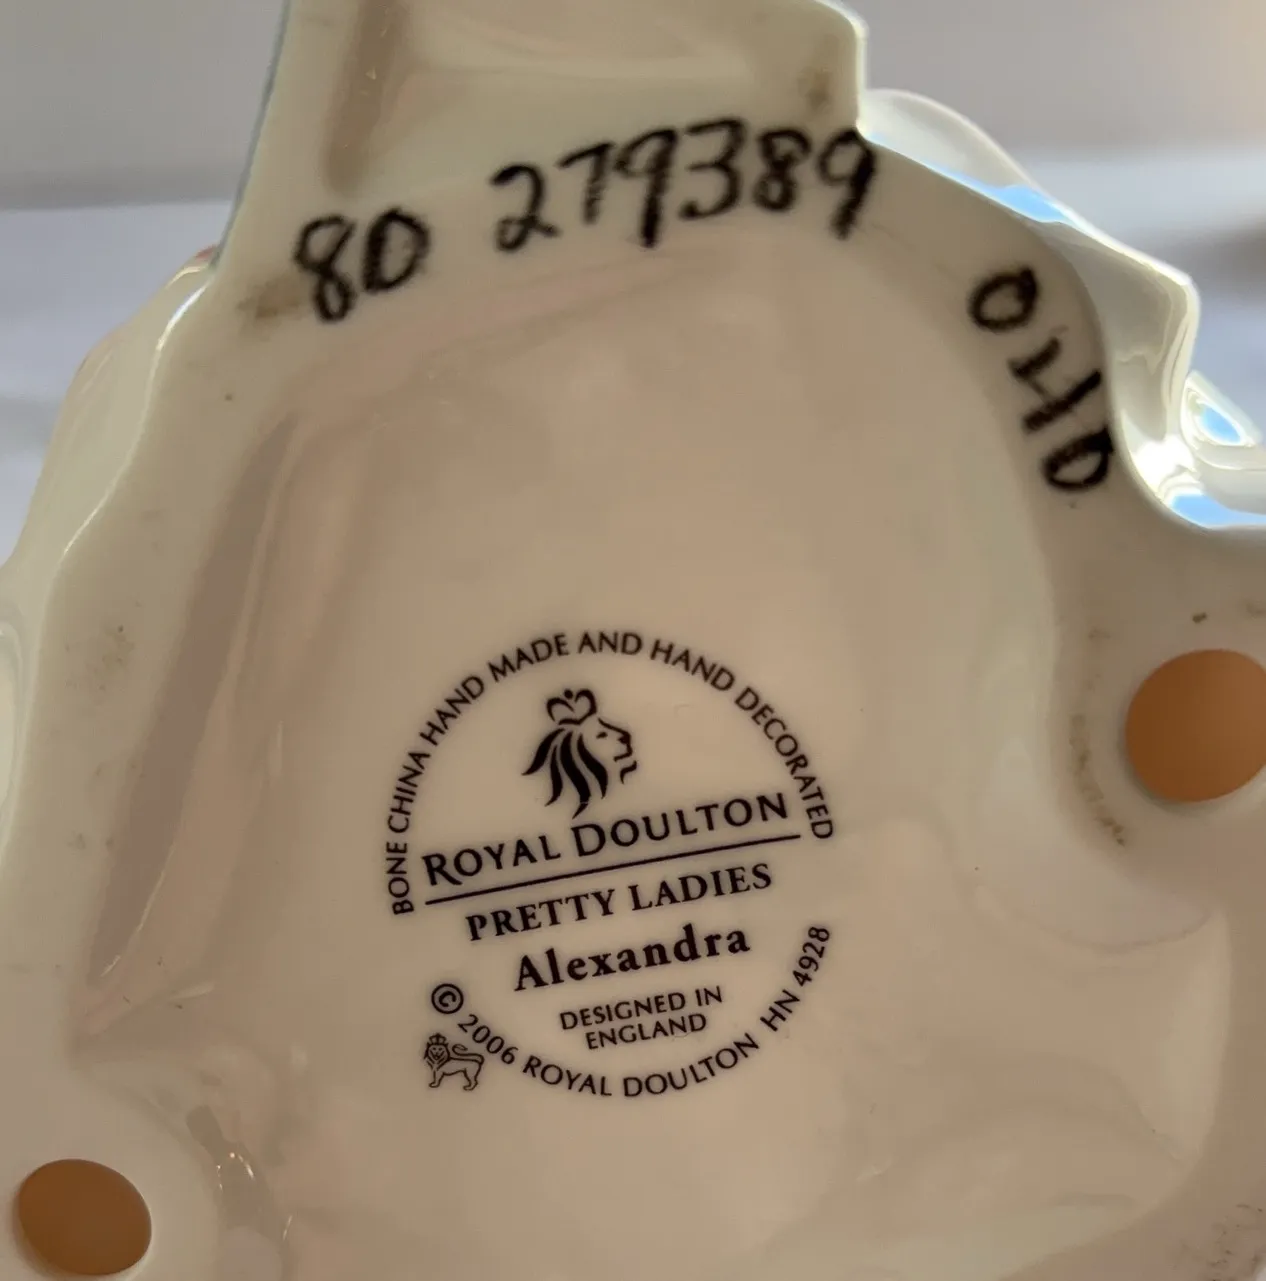 80 279389
040
BONE CHINA HAND MADE AND HAND DECORATED
ROYAL DOULTON
PRETTY LADIES
Alexandra
DESIGNED IN
ENGLAND
© 2006 ROYAL DOULTON HN 4928